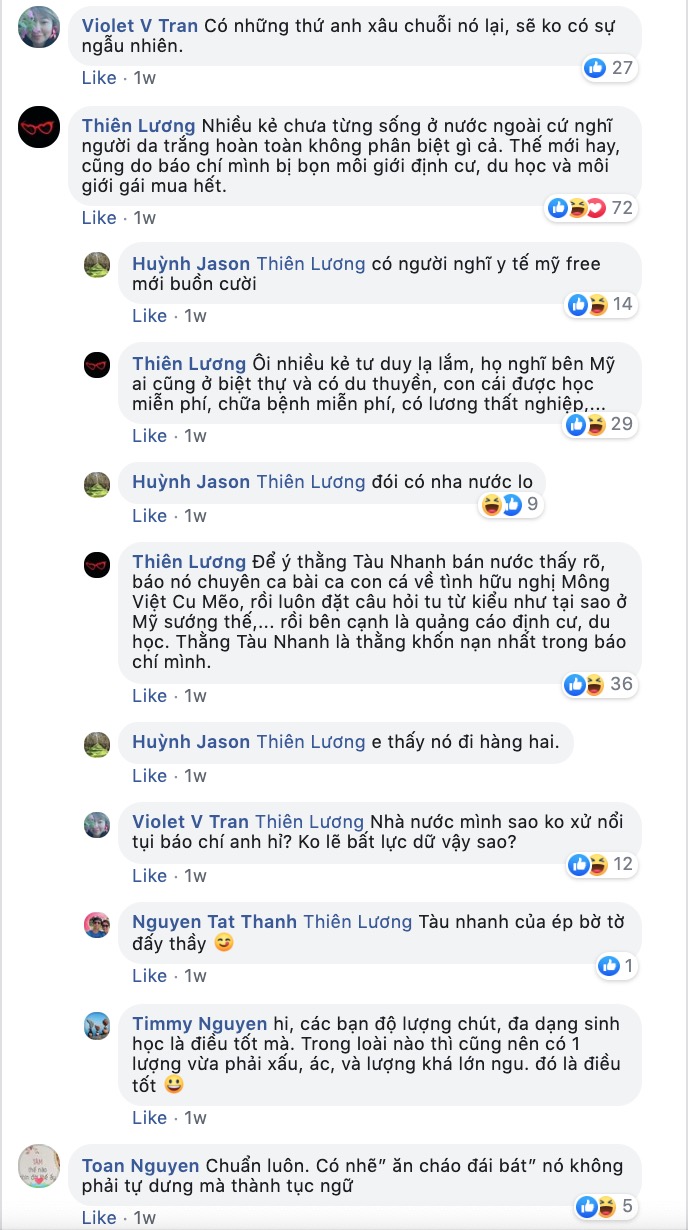 Violet V Tran Có những thứ anh xâu chuỗi nó lại, sẽ ko có sự
ngẫu nhiên.
27
Like · 1w
Thiên Lương Nhiều kẻ chưa từng sống ở nước ngoài cứ nghĩ
người da trắng hoàn toàn không phân biệt gì cả. Thế mới hay,
cũng do báo chí mình bị bọn môi giới định cư, du học và môi
giới gái mua hết.
72
Like · 1w
Huỳnh Jason Thiên Lương có người nghĩ y tế mỹ free
mới buồn cười
14
Like · 1w
Thiên Lương Ôi nhiều kẻ tư duy lạ lắm, họ nghĩ bên Mỹ
ai cũng ở biệt thự và có du thuyền, con cái được học
miễn phí, chữa bệnh miễn phí, có lương thất nghiệp,...
29
Like · 1w
Huỳnh Jason Thiên Lương đói có nha nước lo
9
Like · 1w
Thiên Lương Để ý thằng Tàu Nhanh bán nước thấy rõ,
báo nó chuyên ca bài ca con cá về tình hữu nghị Mông
Việt Cu Mẽo, rồi luôn đặt câu hỏi tu từ kiểu như tại sao ở
Mỹ sướng thế,... rồi bên cạnh là quảng cáo định cư, du
học. Thằng Tàu Nhanh là thằng khốn nạn nhất trong báo
chí mình.
36
Like · 1w
Huỳnh Jason Thiên Lương e thấy nó đi hàng hai.
Like · 1w
Violet V Tran Thiên Lương Nhà nước mình sao ko xử nổi
tụi báo chí anh hỉ? Ko lẽ bất lực dữ vậy sao?
12
Like · 1w
Nguyen Tat Thanh Thiên Lương Tàu nhanh của ép bờ tờ
đấy thầy 😊
1
Like · 1w
Timmy Nguyen hi, các bạn độ lượng chút, đa dạng sinh
học là điều tốt mà. Trong loài nào thì cũng nên có 1
lượng vừa phải xấu, ác, và lượng khá lớn ngu. đó là điều
tốt 😀
Like · 1w
Toan Nguyen Chuẩn luôn. Có nhẽ” ăn cháo đái bát” nó không
phải tự dưng mà thành tục ngữ
5
Like · 1w